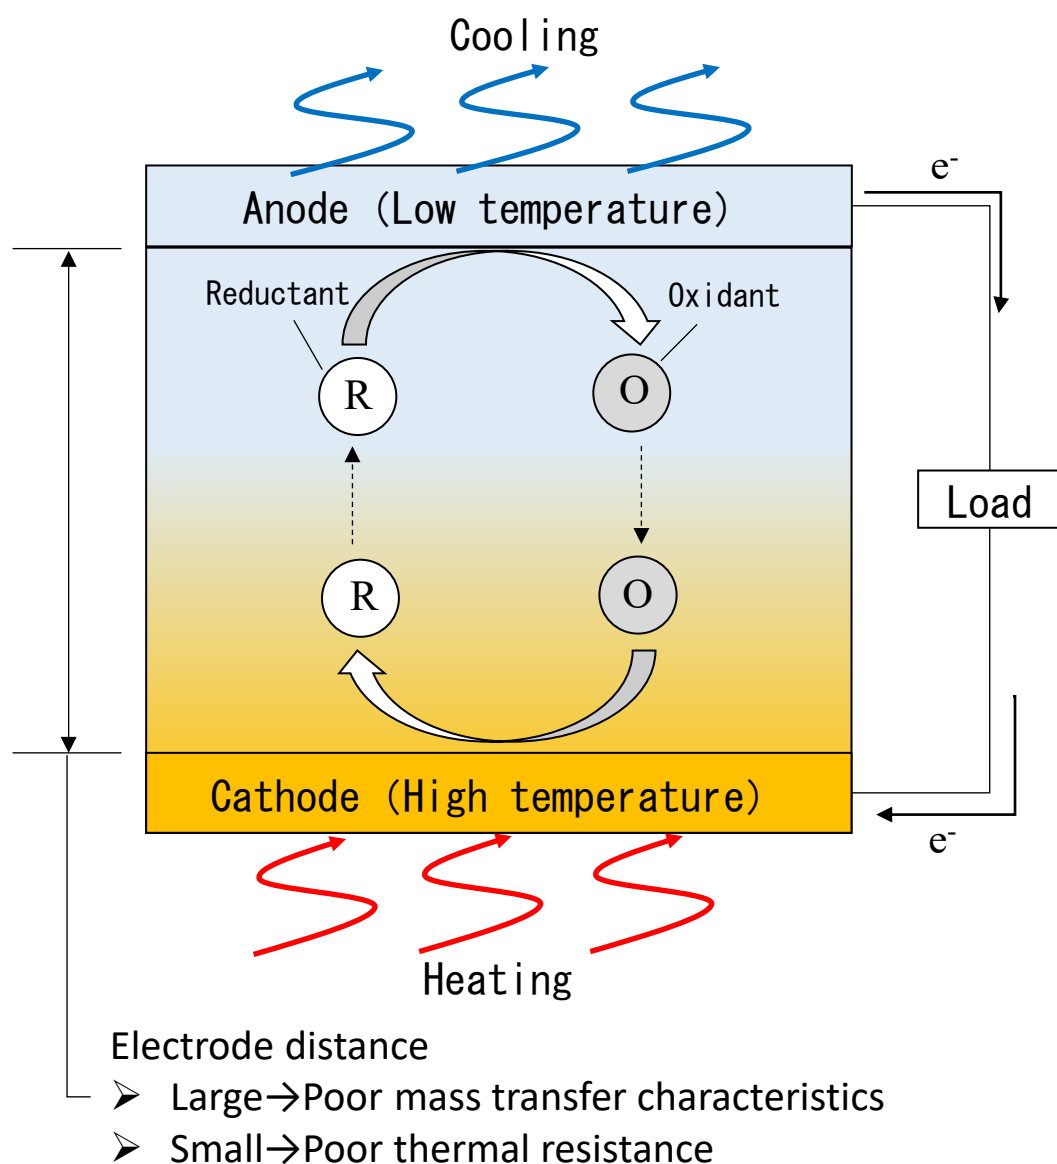 Cooling
e-
Anode (Low temperature)
Reductant
Oxidant
R
O
Load
R
O
Cathode (High temperature)
e-
Heating
Electrode distance
➢ Large→Poor mass transfer characteristics
➢ Small→Poor thermal resistance